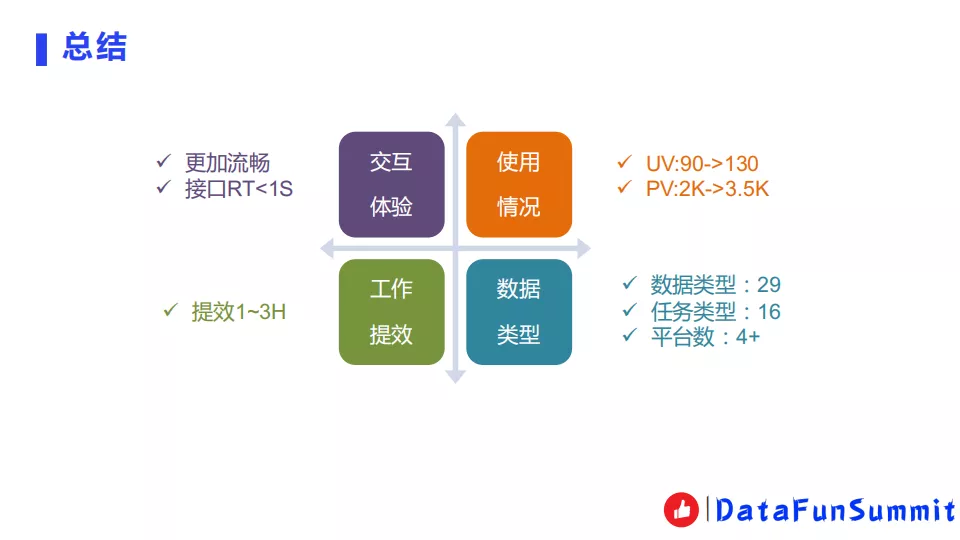 总结
更加流畅
接口RT<1S
交互
体验
使用
情况
UV:90->130
PV:2K->3.5K
提效1~3H
工作
提效
数据
类型
数据类型：29
任务类型：16
平台数：4+
DataFunSummit